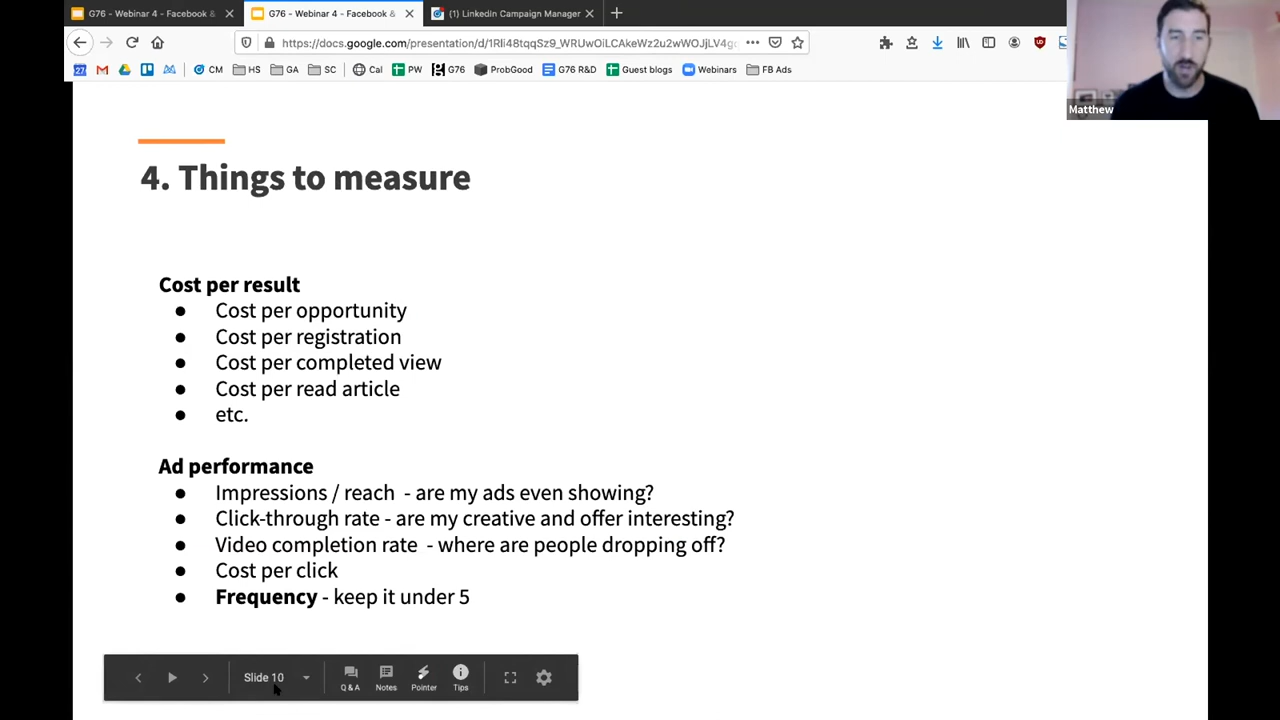 G76 - Webinar 4 - Facebook &
G76 - Webinar 4 - Facebook &
(1) LinkedIn Campaign Manager
https://docs.google.com/presentation/d/1Rli48tqqSz9_WRUwOiLCAkeWz2u2wWOJjLV4g
27
CM
HS
GA
SC
Cal
PW
G76
ProbGood
G76 R&D
Guest blogs
Webinars
FB Ads
Matthew
4. Things to measure
Cost per result
● Cost per opportunity
● Cost per registration
● Cost per completed view
● Cost per read article
● etc.
Ad performance
● Impressions / reach - are my ads even showing?
● Click-through rate - are my creative and offer interesting?
● Video completion rate - where are people dropping off?
● Cost per click
● Frequency - keep it under 5
Slide 10
Q & A
Notes
Pointer
Tips